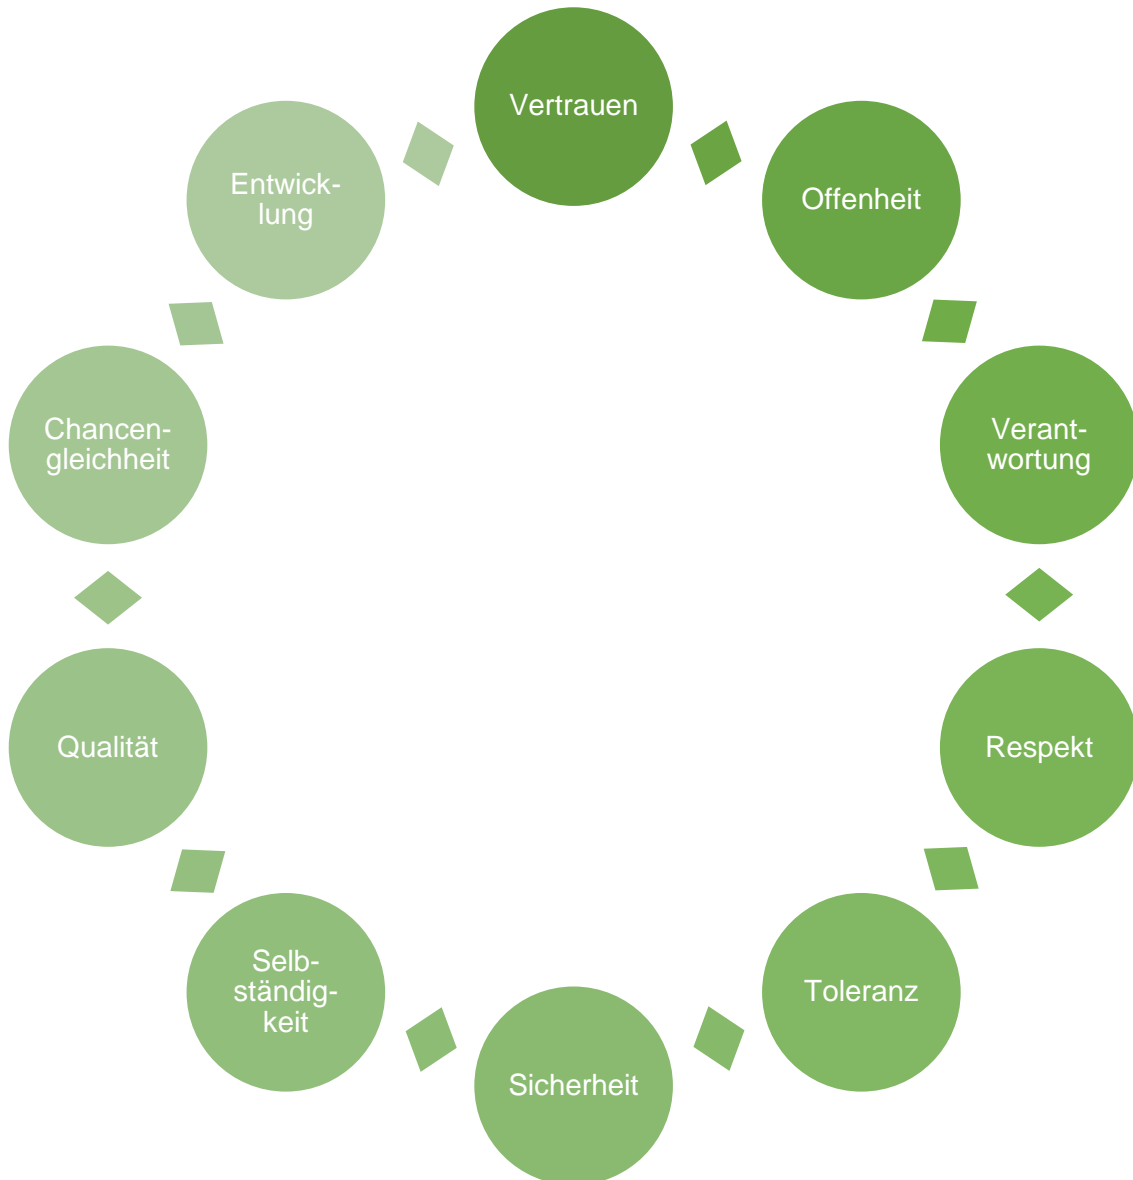 Vertrauen
Offenheit
Verant-
wortung
Respekt
Toleranz
Sicherheit
Selb-
ständig-
keit
Qualität
Chancen-
gleichheit
Entwick-
lung